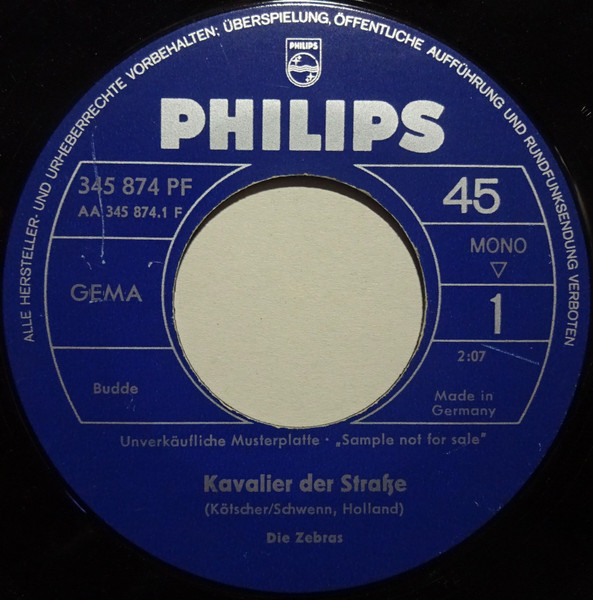 ALLE HERSTELLER- UND URHEBERRECHTE VORBEHALTEN; ÜBERSPIELUNG, ÖFFENTLICHE AUFFÜHRUNG UND RUNDFUNKSENDUNG VERBOTEN
PHILIPS
PHILIPS
345 874 PF
AA 345 874.1 F
45
MONO
GEMA
1
2:07
Budde
Made in
Germany
Unverkäufliche Musterplatte · „Sample not for sale"
Kavalier der Straße
(Kötscher/Schwenn, Holland)
Die Zebras